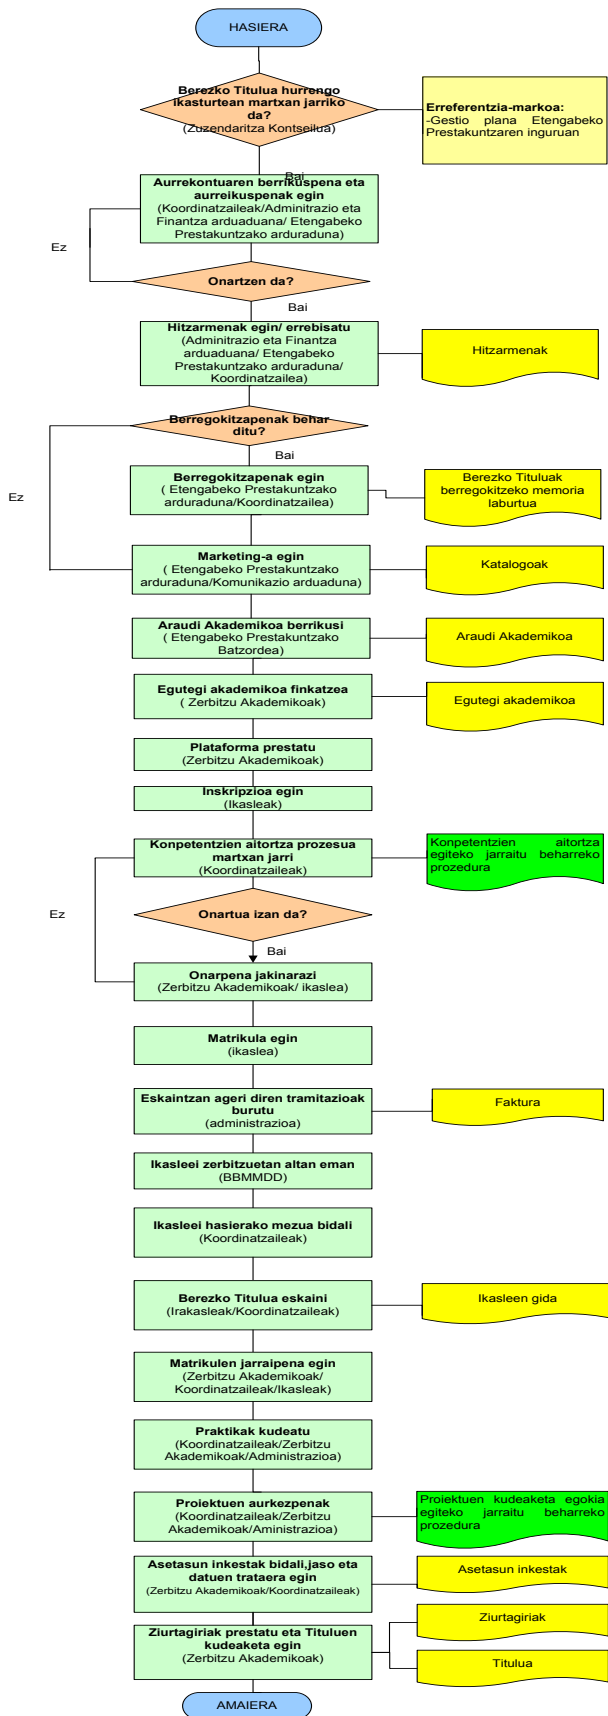 HASIERA
Berezko Titulua hurrengo
ikasturtean martxan jarriko
da?
(Zuzendaritza Kontseilua)
Erreferentzia-markoa:
-Gestio plana Etengabeko
Prestakuntzaren inguruan
Bai
Aurrekontuaren berrikuspena eta
aurreikuspenak egin
(Koordinatzaileak/Adminitrazio eta
Finantza arduaduana/ Etengabeko
Prestakuntzako arduraduna)
Ez
Onartzen da?
Bai
Hitzarmenak egin/ errebisatu
(Adminitrazio eta Finantza
arduaduana/ Etengabeko
Prestakuntzako arduraduna/
Koordinatzailea)
Hitzarmenak
Berregokitzapenak behar
ditu?
Bai
Ez
Berregokitzapenak egin
( Etengabeko Prestakuntzako
arduraduna/Koordinatzailea)
Berezko Tituluak
berregokitzeko memoria
laburtua
Marketing-a egin
( Etengabeko Prestakuntzako
arduraduna/Komunikazio arduaduna)
Katalogoak
Araudi Akademikoa berrikusi
( Etengabeko Prestakuntzako
Batzordea)
Araudi Akademikoa
Egutegi akademikoa finkatzea
( Zerbitzu Akademikoak)
Egutegi akademikoa
Plataforma prestatu
(Zerbitzu Akademikoak)
Inskripzioa egin
(Ikasleak)
Konpetentzien aitortza prozesua
martxan jarri
(Koordinatzaileak)
Konpetentzien aitortza
egiteko jarraitu beharreko
prozedura
Ez
Onartua izan da?
Bai
Onarpena jakinarazi
(Zerbitzu Akademikoak/ ikaslea)
Matrikula egin
(ikaslea)
Eskaintzan ageri diren tramitazioak
burutu
(administrazioa)
Faktura
Ikasleei zerbitzuetan altan eman
(BBMMDD)
Ikasleei hasierako mezua bidali
(Koordinatzaileak)
Berezko Titulua eskaini
(Irakasleak/Koordinatzaileak)
Ikasleen gida
Matrikulen jarraipena egin
(Zerbitzu Akademikoak/
Koordinatzaileak/Ikasleak)
Praktikak kudeatu
(Koordinatzaileak/Zerbitzu
Akademikoak/Administrazioa)
Proiektuen aurkezpenak
(Koordinatzaileak/Zerbitzu
Akademikoak/Aministrazioa)
Proiektuen kudeaketa egokia
egiteko jarraitu beharreko
prozedura
Asetasun inkestak bidali,jaso eta
datuen trataera egin
(Zerbitzu Akademikoak/Koordinatzaileak)
Asetasun inkestak
Ziurtagiriak prestatu eta Tituluen
kudeaketa egin
(Zerbitzu Akademikoak)
Ziurtagiriak
Titulua
AMAIERA